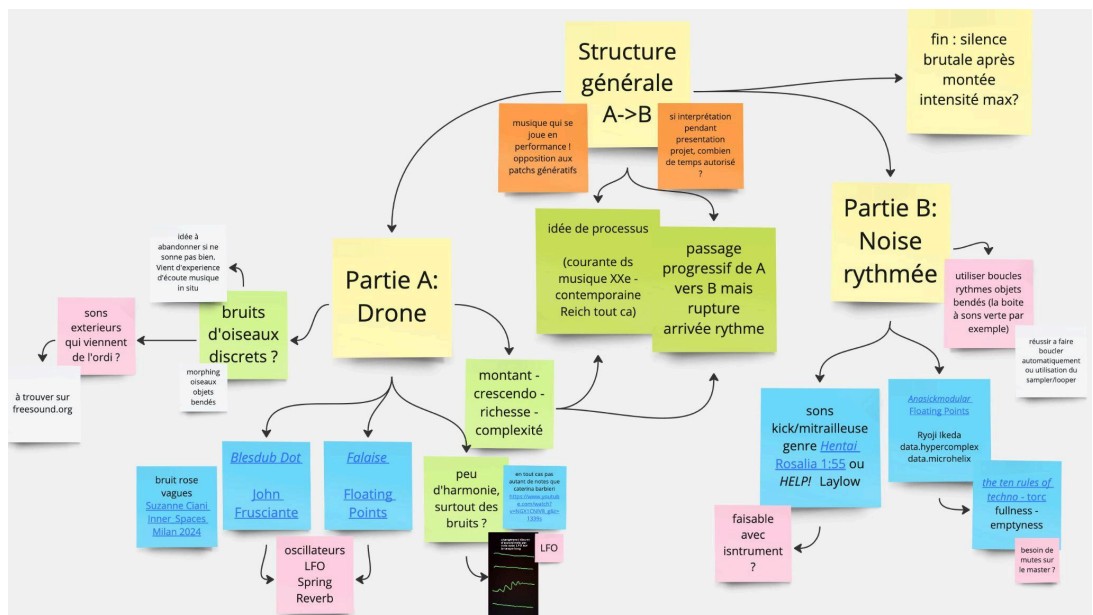 Structure
générale
A->B
fin : silence
brutale après
montée
intensité max?
musique qui se
joue en
performance !
opposition aux
patchs génératifs
si interprétation
pendant
presentation
projet, combien
de temps autorisé
?
idée de processus
(courante ds
musique XXe -
contemporaine
Reich tout ca)
passage
progressif de A
vers B mais
rupture
arrivée rythme
Partie A:
Drone
idée à
abandonner si ne
sonne pas bien.
Vient d'experience
d'écoute musique
in situ
bruits
d'oiseaux
discrets ?
sons
exterieurs
qui viennent
de l'ordi ?
à trouver sur
freesound.org
morphing
oiseaux
objets
bendés
montant -
crescendo -
richesse -
complexité
Blesdub Dot
John
Frusciante
Falaise
Floating
Points
bruit rose
vagues
Suzanne Ciani
Inner Spaces
Milan 2024
oscillateurs
LFO
Spring
Reverb
peu
d'harmonie,
surtout des
bruits ?
en tout cas pas
autant de notes que
caterina barbieri
LFO
Partie B:
Noise
rythmée
utiliser boucles
rythmes objets
bendés (la boite
à sons verte par
exemple)
réussir a faire
boucler
automatiquement
ou utilisation du
sampler/looper
sons
kick/mitrailleuse
genre Hentai
Rosalia 1:55 ou
HELP! Laylow
faisable
avec
isntrument
?
Anasickmodular
Floating Points
Ryoji Ikeda
data.hypercomplex
data.microhelix
the ten rules of
techno - torc
fullness -
emptyness
besoin de
mutes sur
le master ?